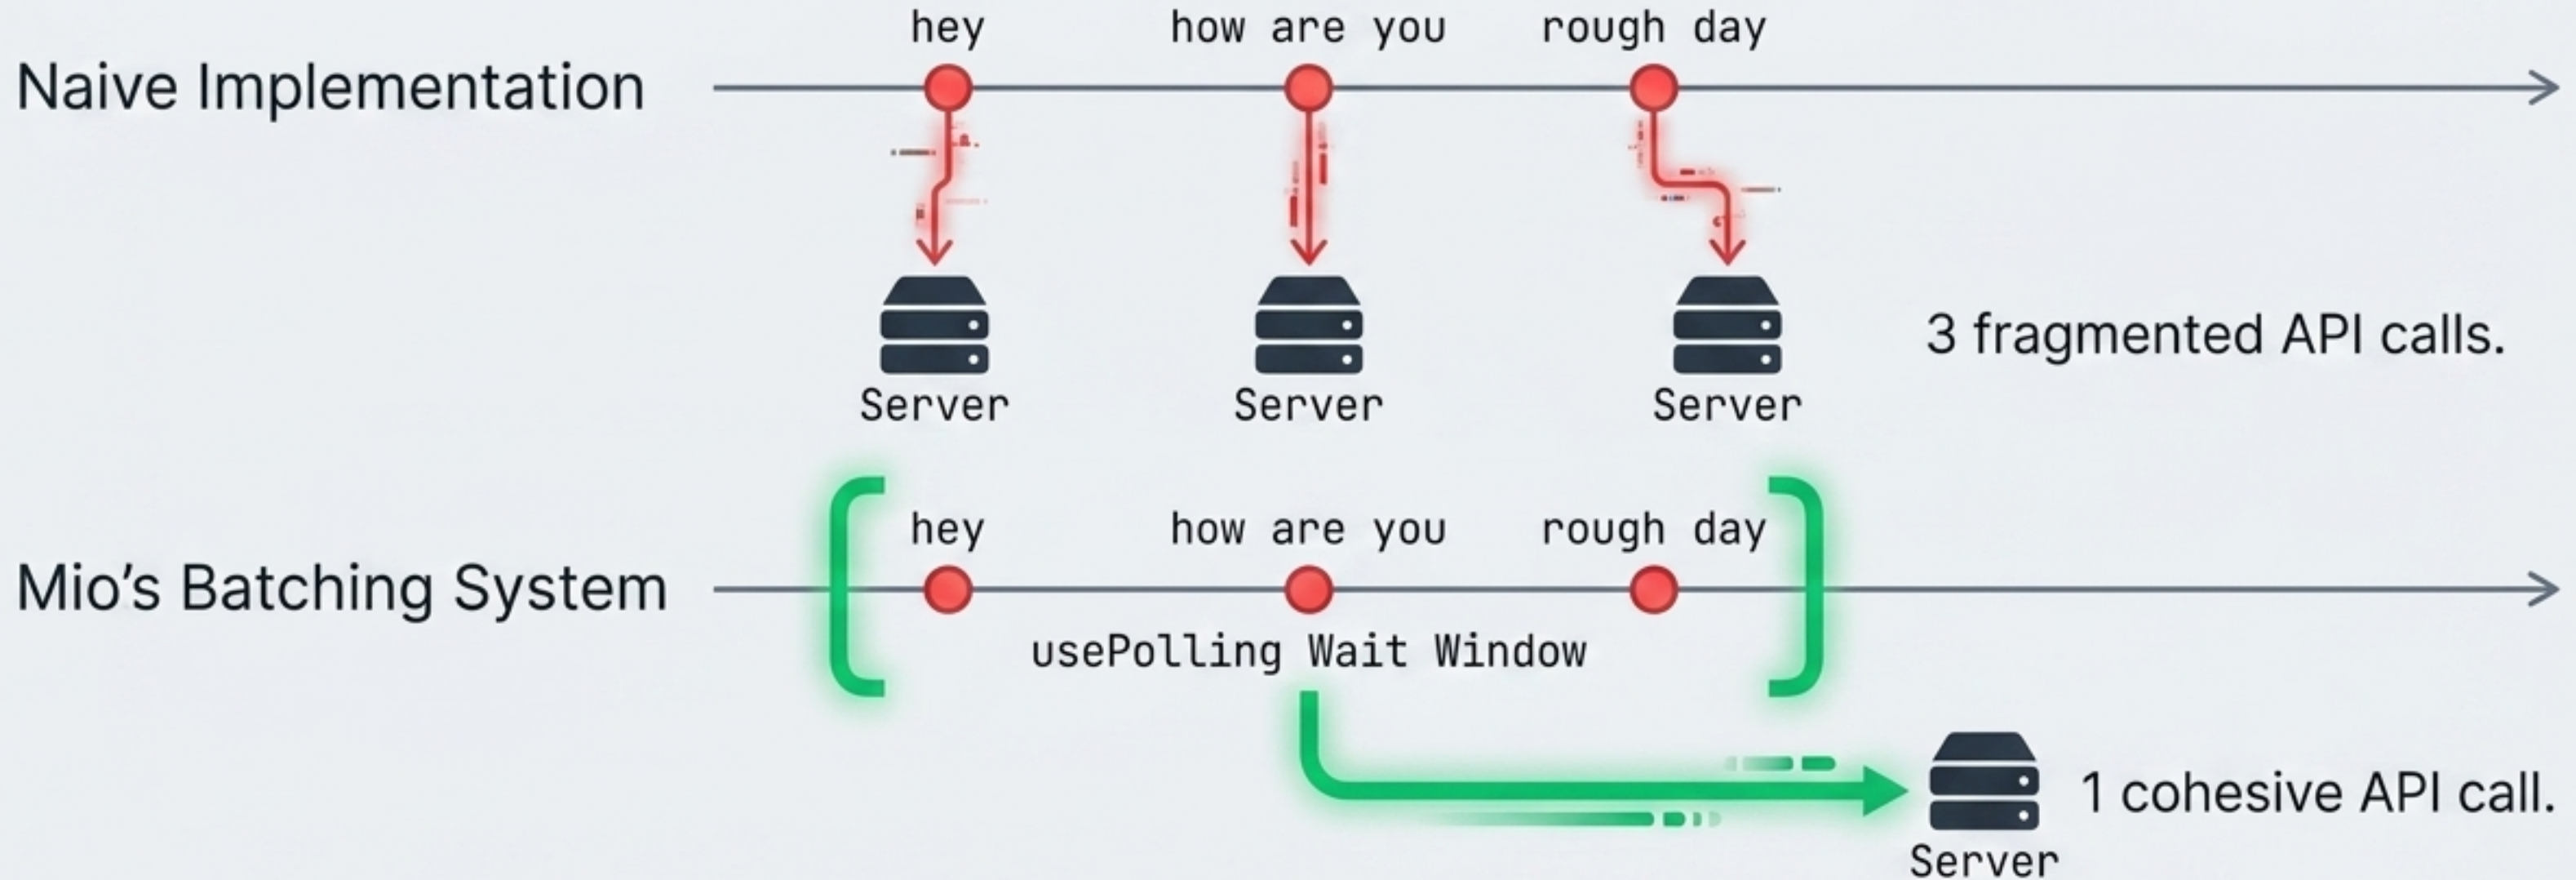 hey
how are you
rough day
Naive Implementation
Server
Server
Server
3 fragmented API calls.
hey
how are you
rough day
Mio’s Batching System
usePolling Wait Window
1 cohesive API call.
Server